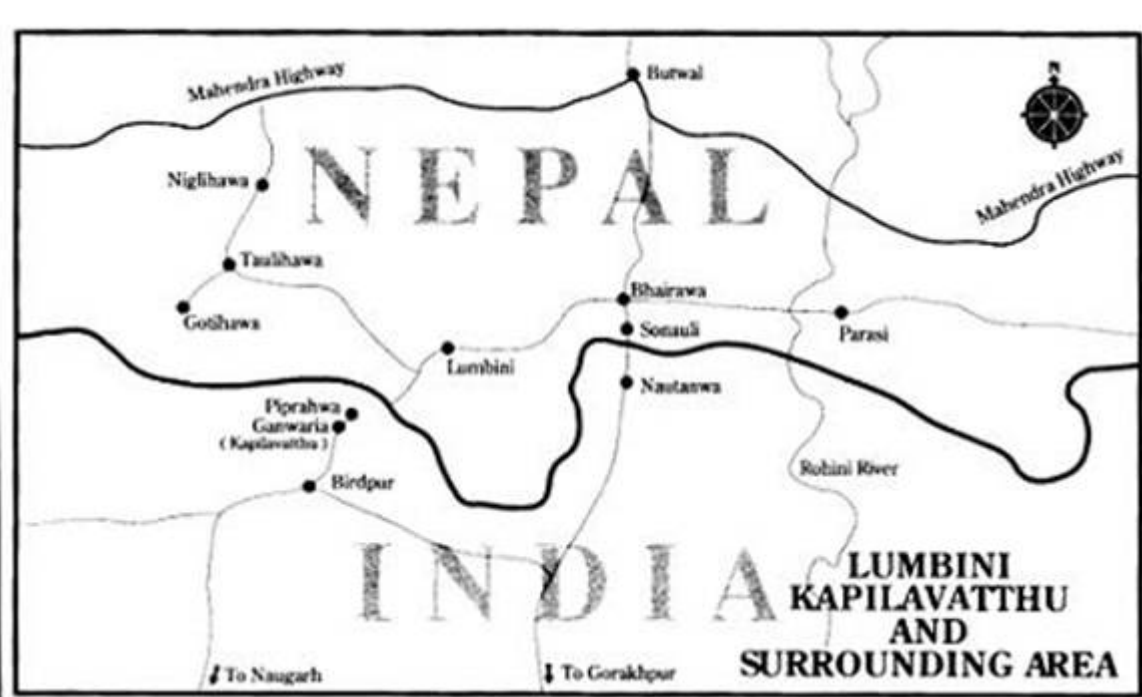 Butwal
N
Mahendra Highway
NEPAL
Niglihawa
Mahendra Highway
Taulihawa
Bhairawa
Gotihawa
Sonauli
Parasi
Lumbini
Nautanwa
Piprahwa
Ganwaria
( Kapilavatthu )
Rohini River
Birdpur
INDIA
LUMBINI
KAPILAVATTHU
AND
SURROUNDING AREA
To Naugarh
To Gorakhpur